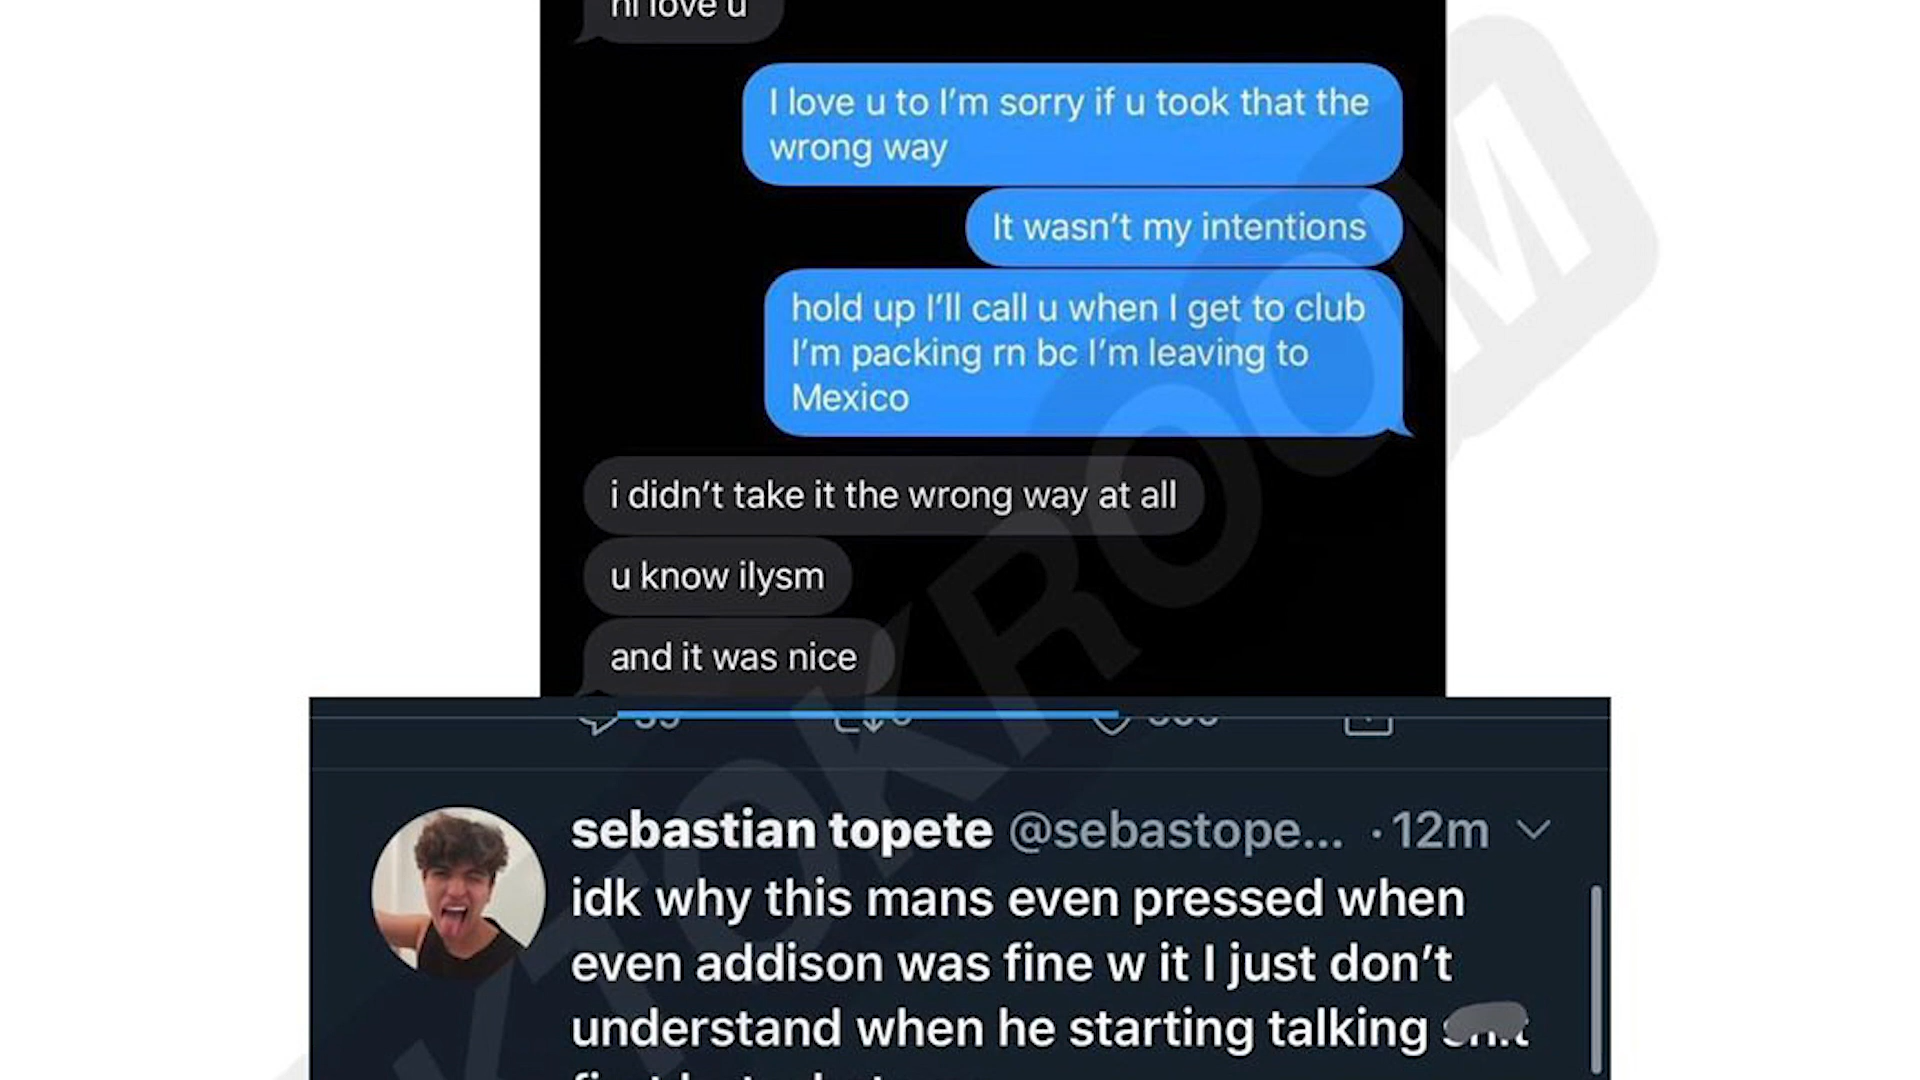 hi love u
I love u to I'm sorry if u took that the
wrong way
It wasn't my intentions
hold up I'll call u when I get to club
I'm packing rn bc I'm leaving to
Mexico
i didn't take it the wrong way at all
u know ilysm
and it was nice
sebastian topete @sebastope... · 12m
idk why this mans even pressed when
even addison was fine w it I just don't
understand when he starting talking
TOKROOM